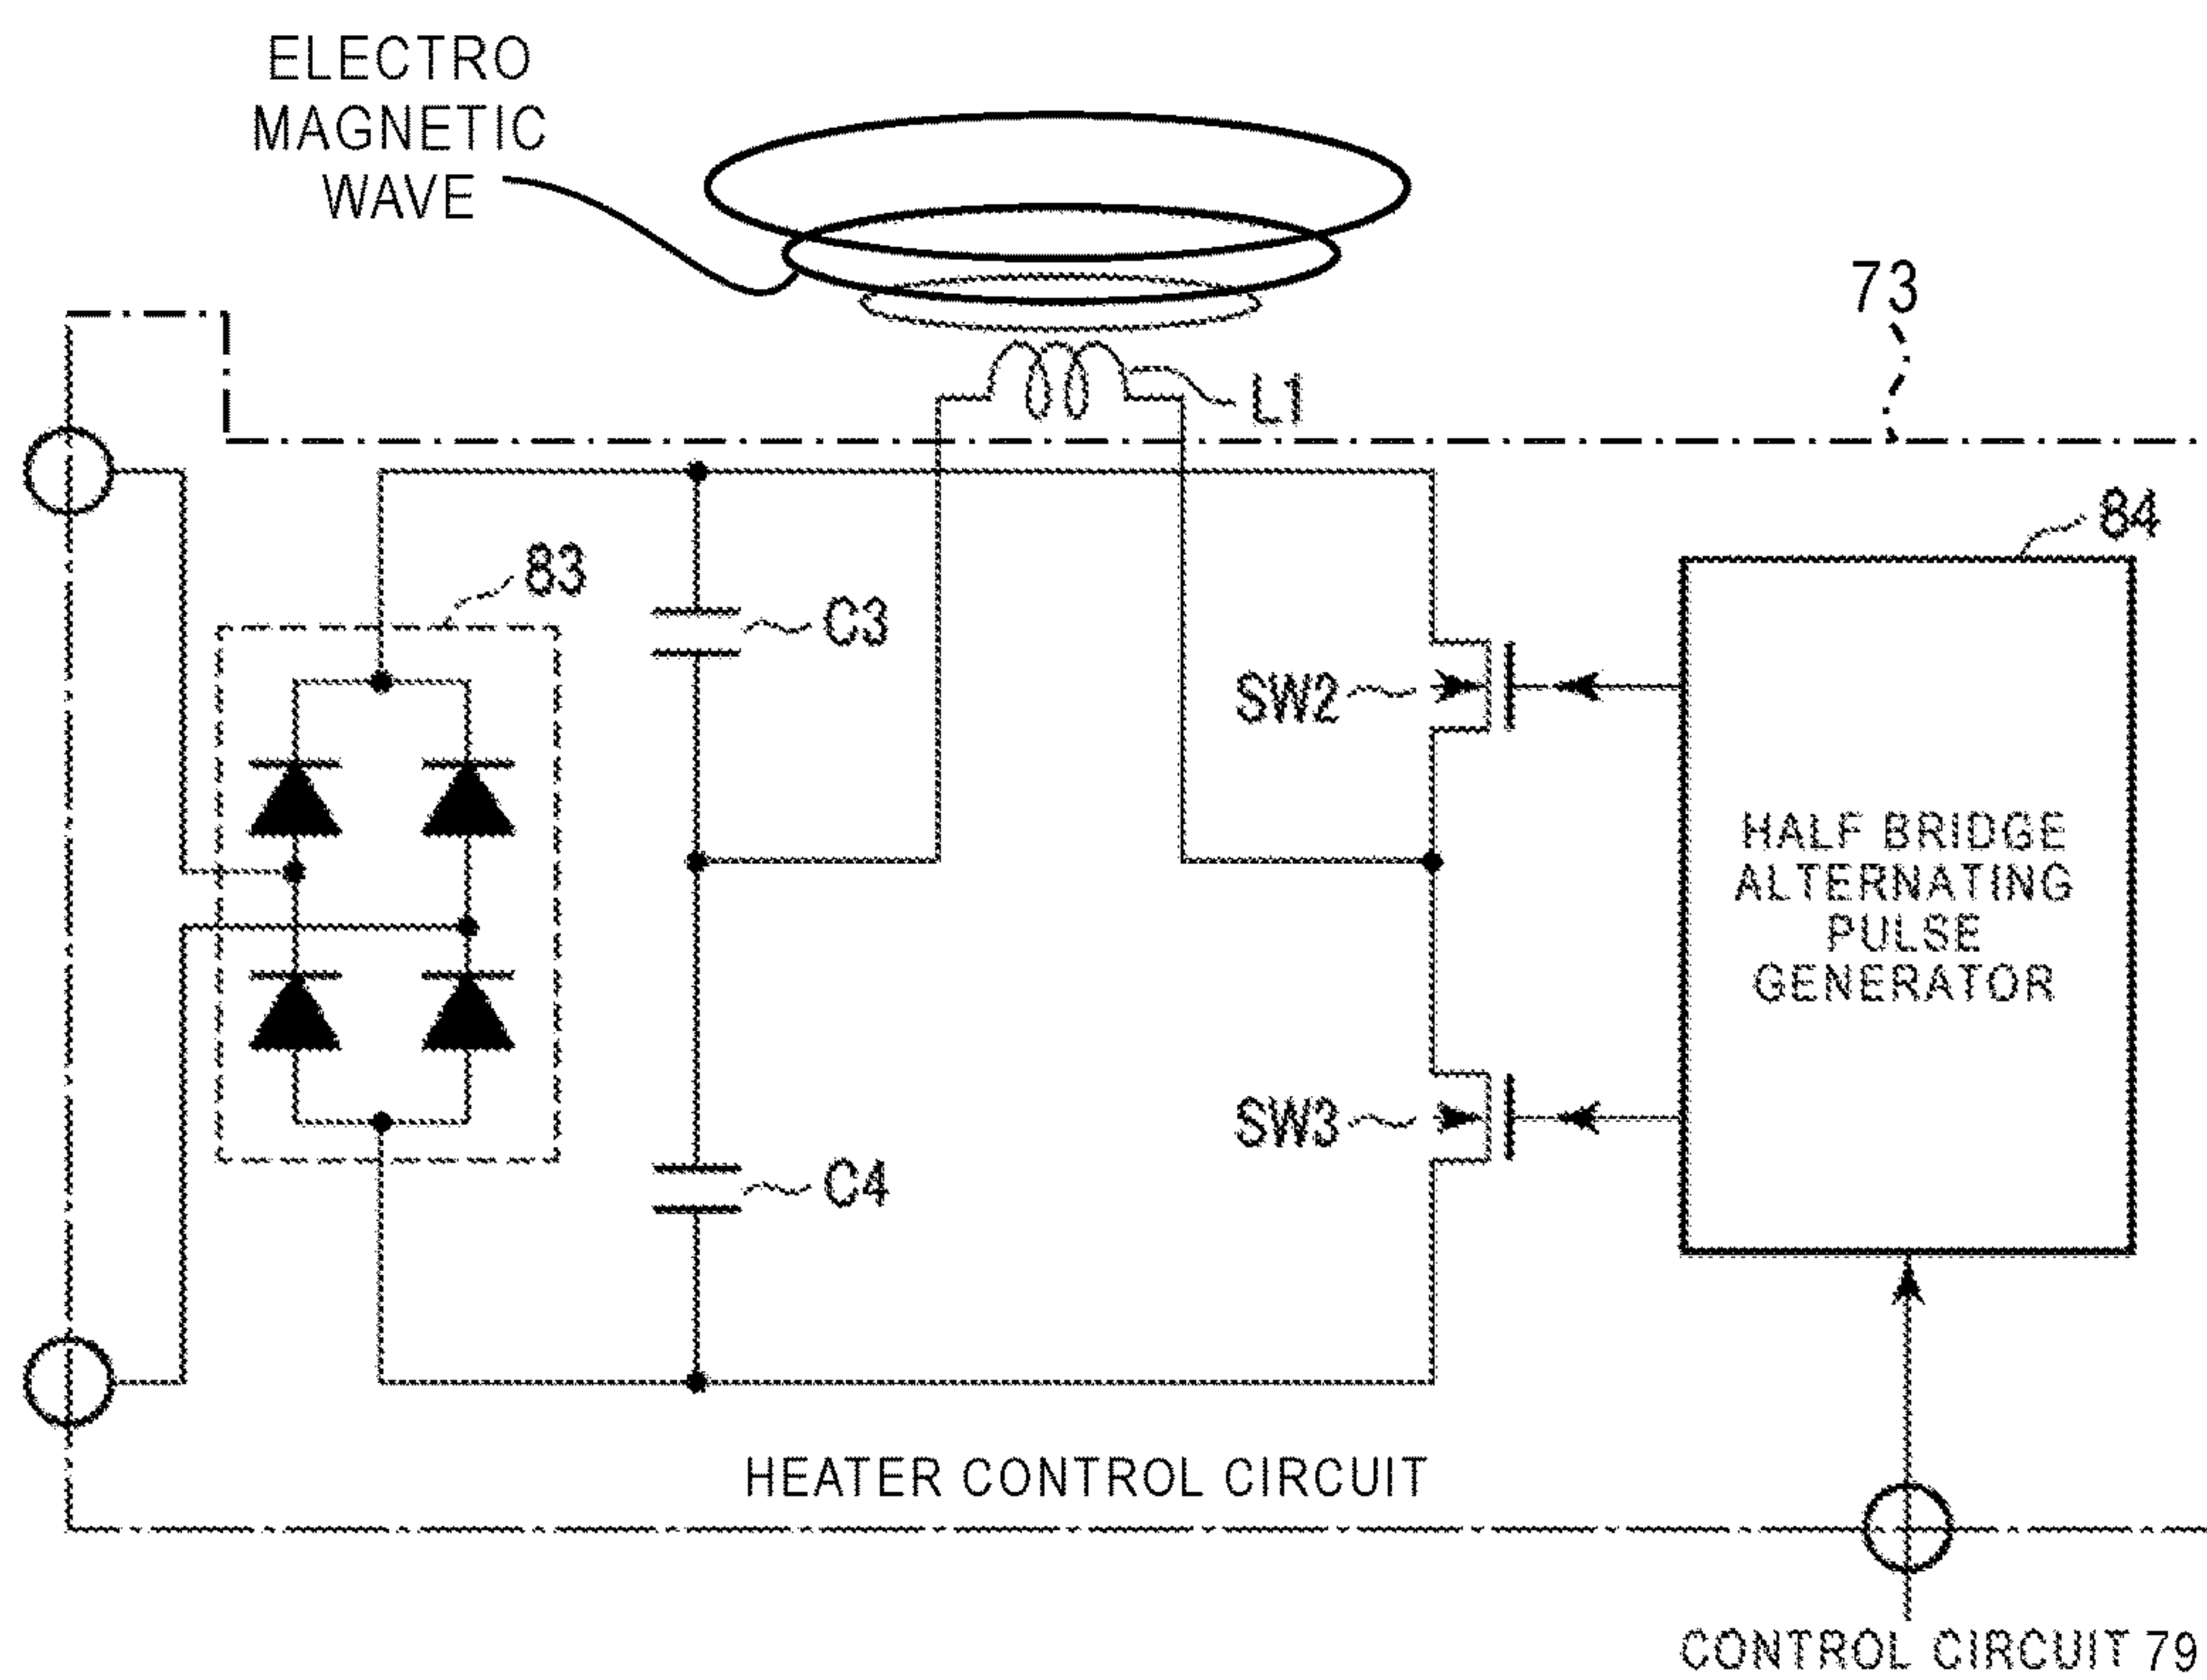 ELECTRO
MAGNETIC
WAVE
73
L1
84
83
C3
SW2
HALF BRIDGE
ALTERNATING
PULSE
GENERATOR
SW3
C4
HEATER CONTROL CIRCUIT
CONTROL CIRCUIT 79